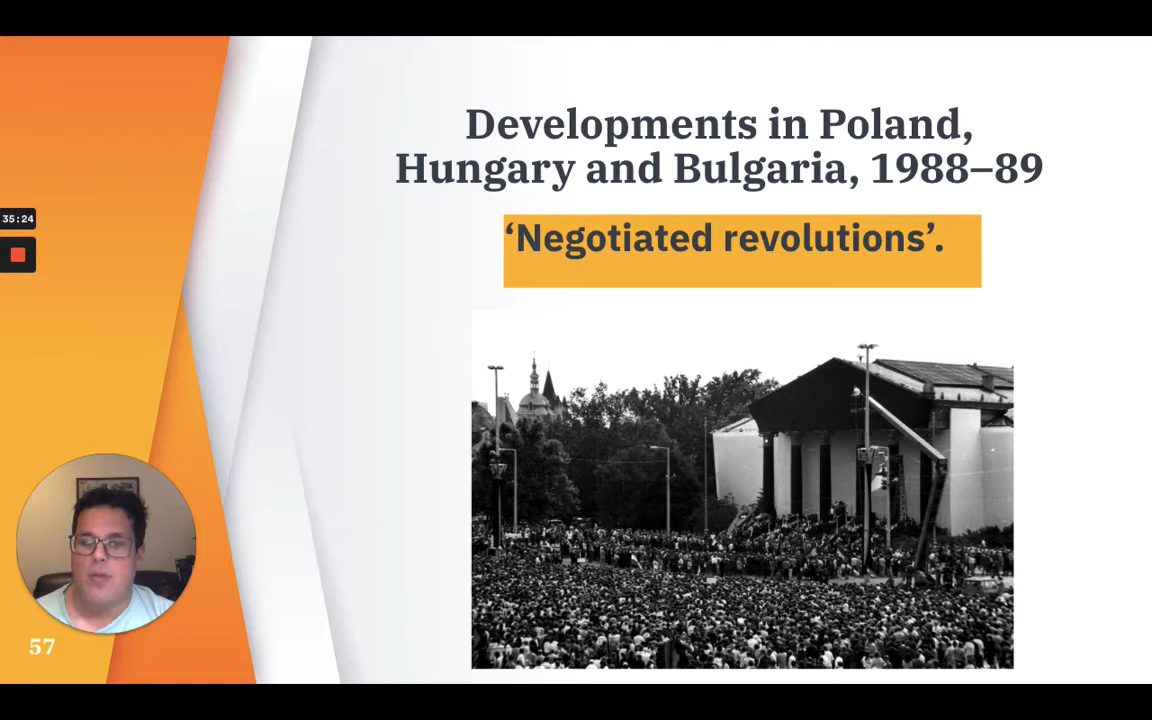 Developments in Poland,
Hungary and Bulgaria, 1988–89
‘Negotiated revolutions’.
35:24
57